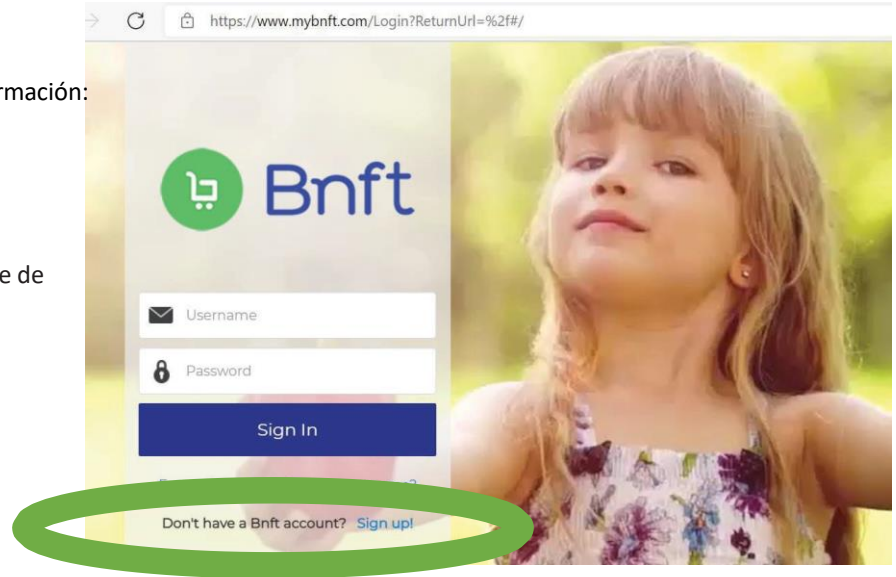 https://www.mybnft.com/Login?ReturnUrl=%2f#/
rmación:
Bnft
e de
Username
Password
Sign In
Don't have a Bnft account? Sign up!